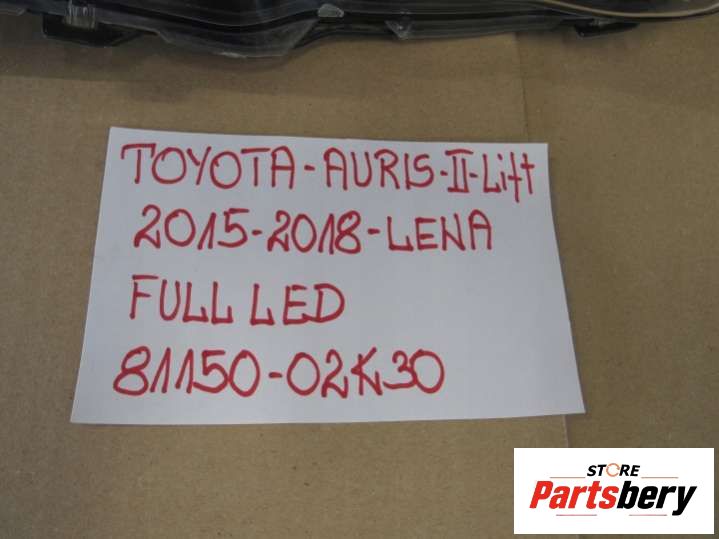 TOYOTA-AURIS-II-Lift
2015-2018-LENA
FULL LED
81150-02K30
STORE
Partsbery